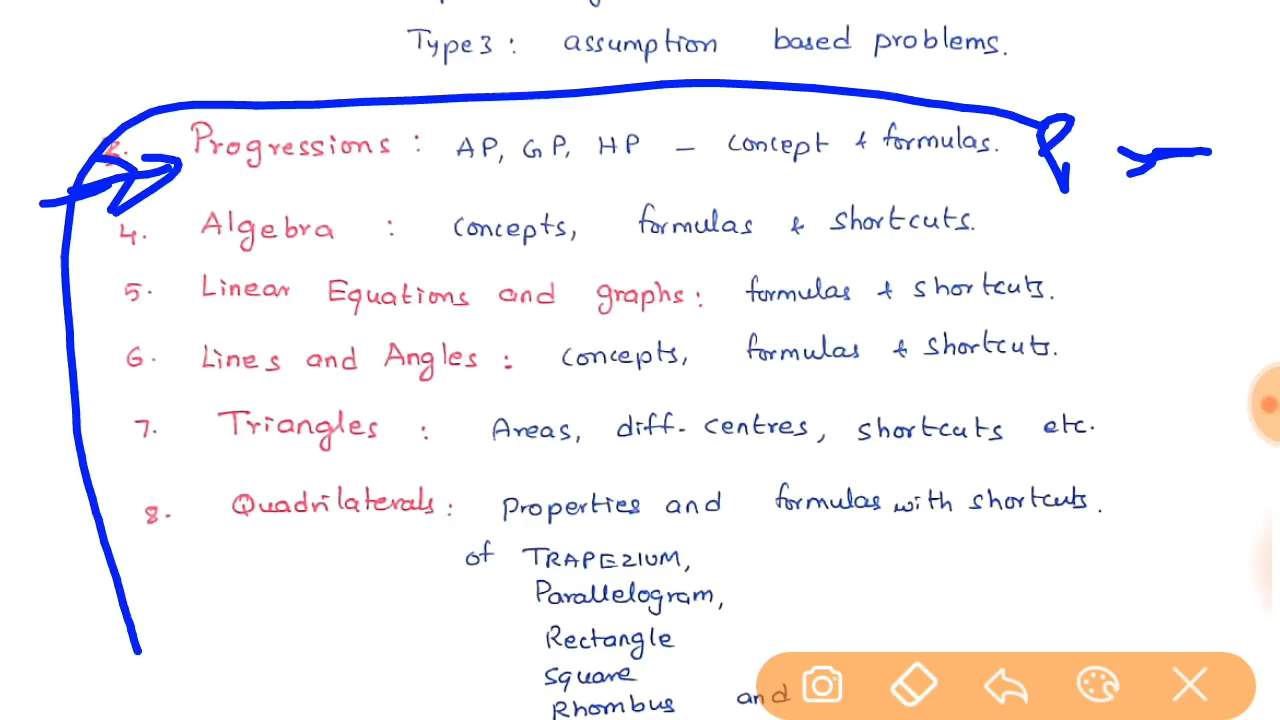 Type3 : assumption based problems.
Progressions : AP, GP, HP - concept & formulas.
4. Algebra : concepts, formulas & shortcuts.
5. Linear Equations and graphs : formulas & shortcuts.
6. Lines and Angles : concepts, formulas & shortcuts.
7. Triangles : Areas, diff. centres, shortcuts etc.
8. Quadrilaterals : Properties and formulas with shortcuts.
of TRAPEZIUM,
Parallelogram,
Rectangle
Square
Rhombus and